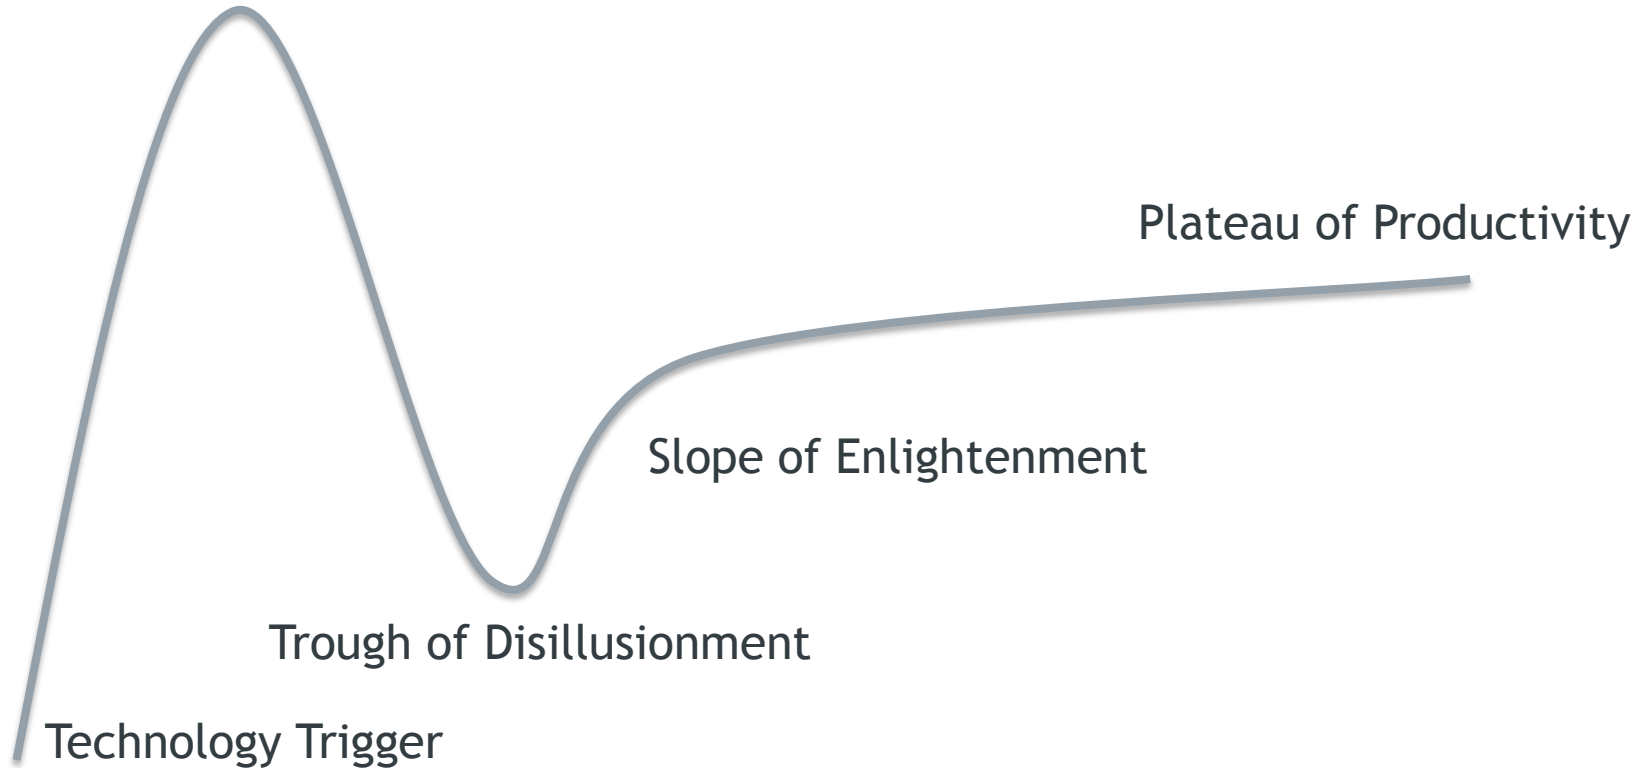 Plateau of Productivity
Slope of Enlightenment
Trough of Disillusionment
Technology Trigger